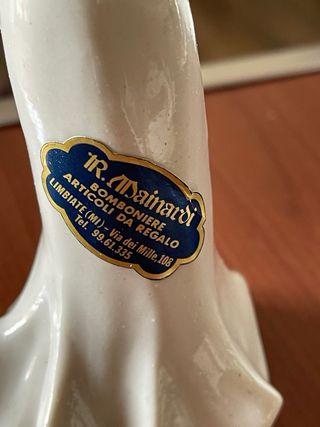 R. Mainardi
BOMBONIERE
ARTICOLI DA REGALO
LIMBIATE (MI) - Via dei Mille, 108
Tel. 99.61.335